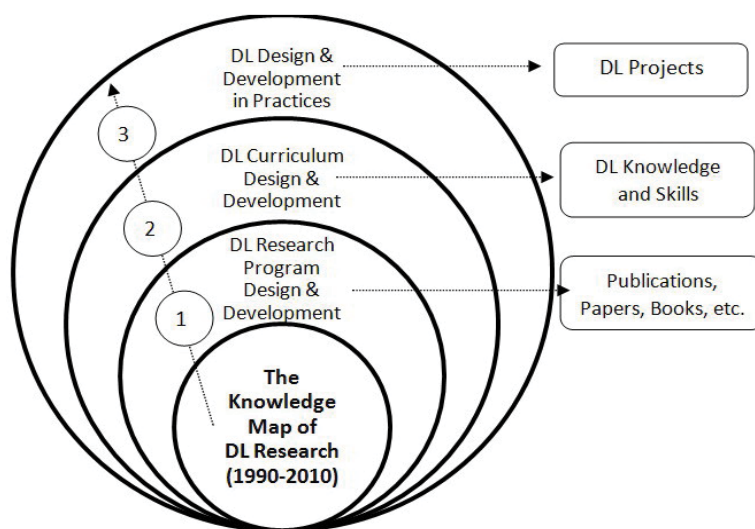 DL Design &
Development
in Practices
DL Projects
3
DL Curriculum
Design &
Development
DL Knowledge
and Skills
2
DL Research
Program
Design &
Development
Publications,
Papers, Books, etc.
1
The
Knowledge
Map of
DL Research
(1990-2010)